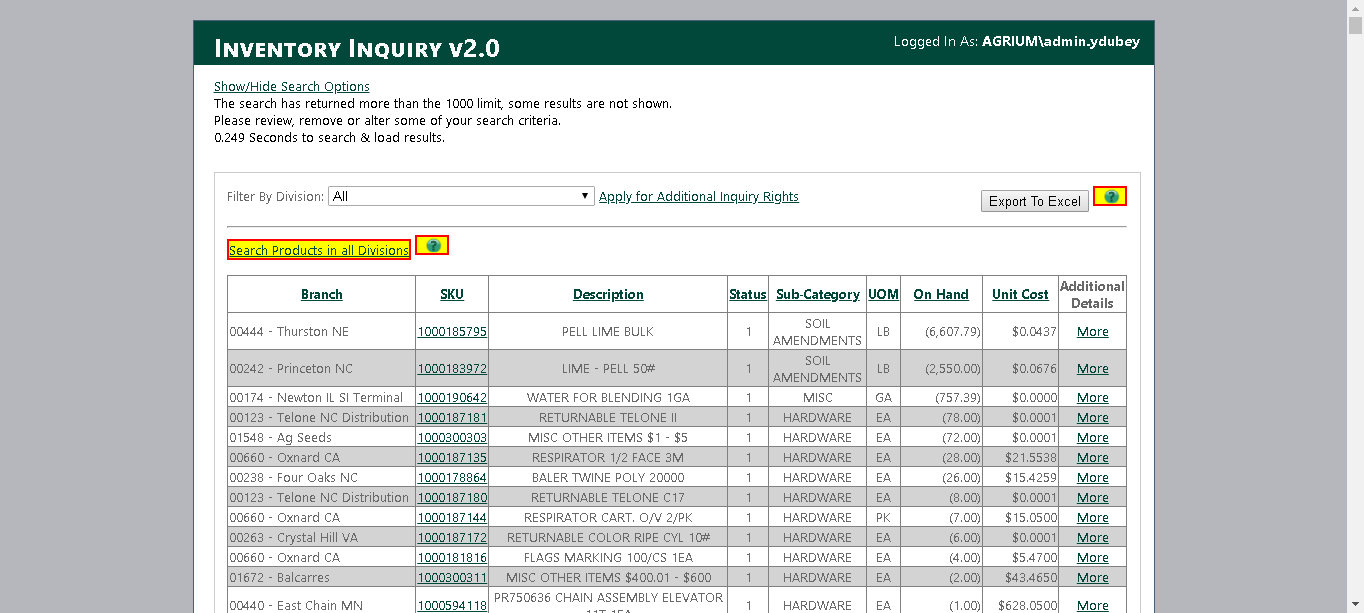 Inventory Inquiry v2.0
Logged In As: AGRIUM\admin.ydubey
Show/Hide Search Options
The search has returned more than the 1000 limit, some results are not shown.
Please review, remove or alter some of your search criteria.
0.249 Seconds to search & load results.
Filter By Division: All Apply for Additional Inquiry Rights Export To Excel ?
Search Products in all Divisions ?
Branch SKU Description Status Sub-Category UOM On Hand Unit Cost Additional Details
00444 - Thurston NE 1000185795 PELL LIME BULK 1 SOIL AMENDMENTS LB (6,607.79) $0.0437 More
00242 - Princeton NC 1000183972 LIME - PELL 50# 1 SOIL AMENDMENTS LB (2,550.00) $0.0676 More
00174 - Newton IL SI Terminal 1000190642 WATER FOR BLENDING 1GA 1 MISC GA (757.39) $0.0000 More
00123 - Telone NC Distribution 1000187181 RETURNABLE TELONE II 1 HARDWARE EA (78.00) $0.0001 More
01548 - Ag Seeds 1000300303 MISC OTHER ITEMS $1 - $5 1 HARDWARE EA (72.00) $0.0001 More
00660 - Oxnard CA 1000187135 RESPIRATOR 1/2 FACE 3M 1 HARDWARE EA (28.00) $21.5538 More
00238 - Four Oaks NC 1000178864 BALER TWINE POLY 20000 1 HARDWARE EA (26.00) $15.4259 More
00123 - Telone NC Distribution 1000187180 RETURNABLE TELONE C17 1 HARDWARE EA (8.00) $0.0001 More
00660 - Oxnard CA 1000187144 RESPIRATOR CART. O/V 2/PK 1 HARDWARE PK (7.00) $15.0500 More
00263 - Crystal Hill VA 1000187172 RETURNABLE COLOR RIPE CYL 10# 1 HARDWARE EA (6.00) $0.0001 More
00660 - Oxnard CA 1000181816 FLAGS MARKING 100/CS 1EA 1 HARDWARE EA (4.00) $5.4700 More
01672 - Balcarres 1000300311 MISC OTHER ITEMS $400.01 - $600 1 HARDWARE EA (2.00) $43.4650 More
00440 - East Chain MN 1000594118 PR750636 CHAIN ASSEMBLY ELEVATOR 1 HARDWARE EA (1.00) $628.0500 More